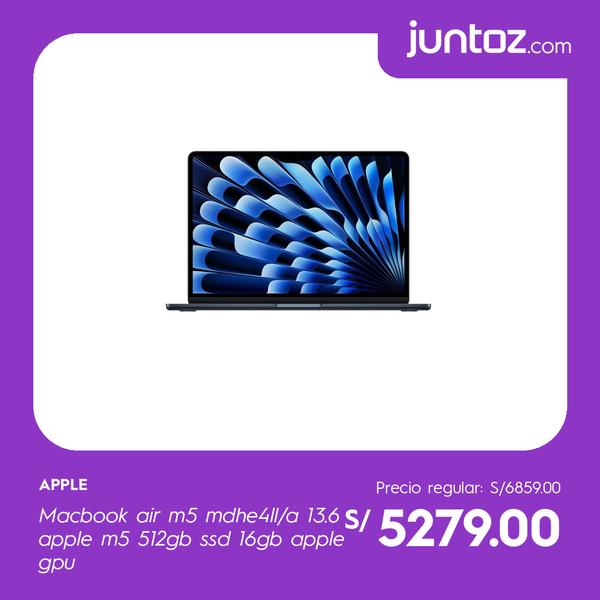 juntoz.com
APPLE
Macbook air m5 mdhe4ll/a 13.6
apple m5 512gb ssd 16gb apple
gpu
Precio regular: S/6859.00
S/ 5279.00